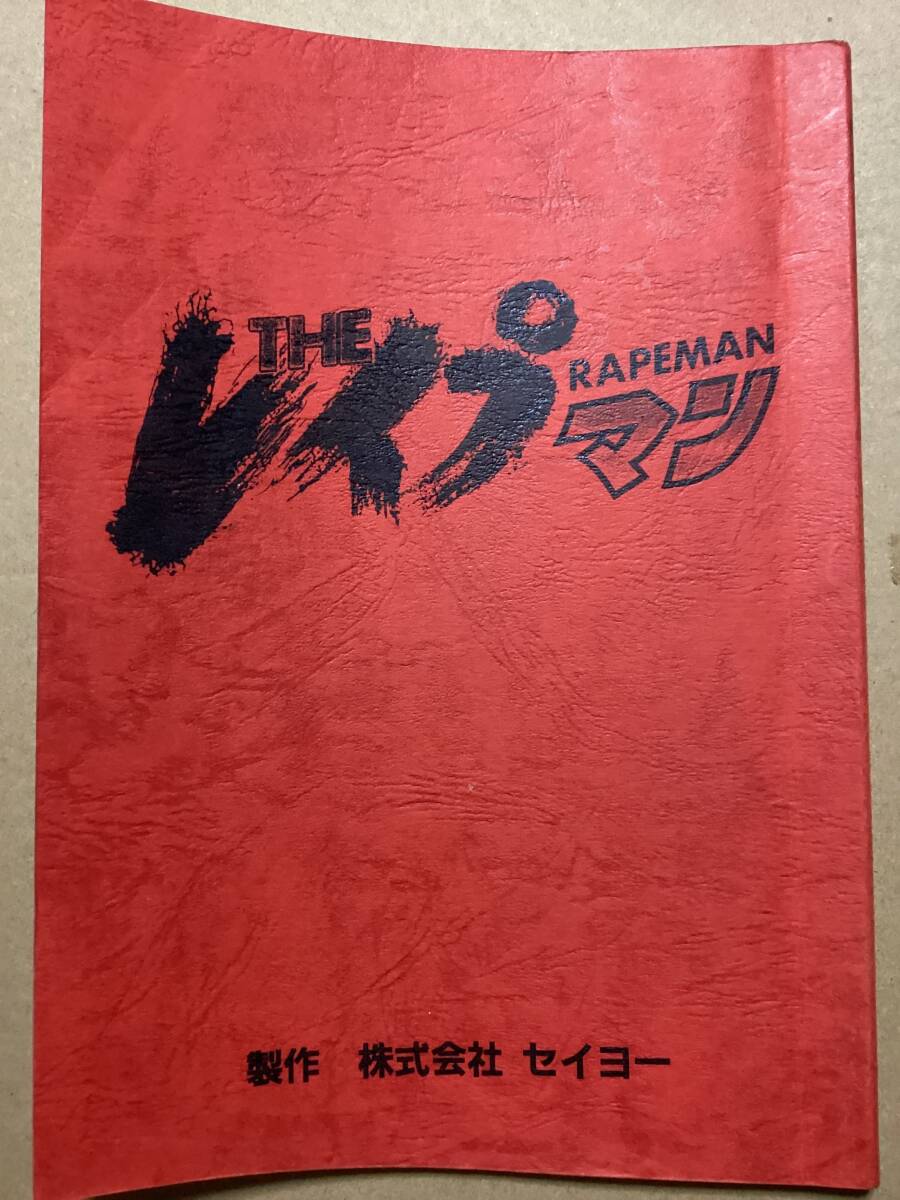 THE
レイプ
RAPEMAN
マン
製作 株式会社 セイヨー